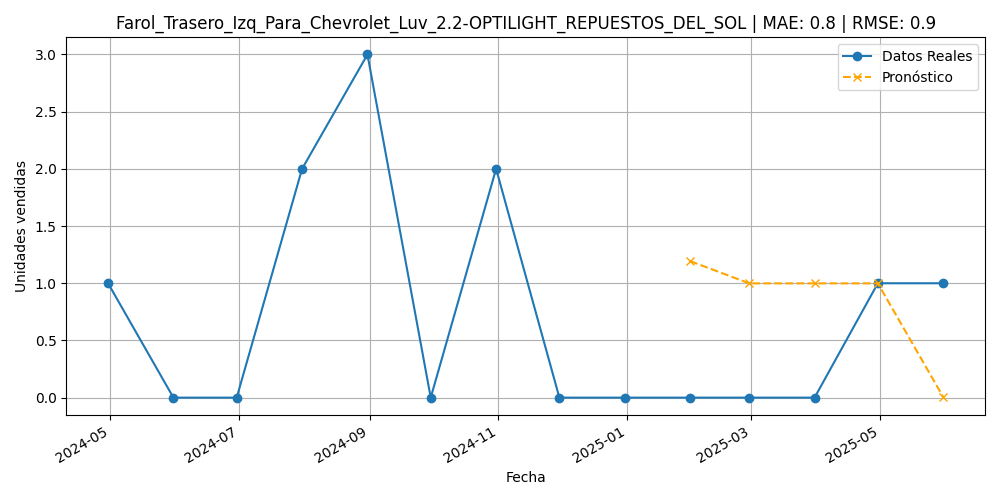 Farol_Trasero_Izq_Para_Chevrolet_Luv_2.2-OPTILIGHT_REPUESTOS_DEL_SOL | MAE: 0.8 | RMSE: 0.9
Datos Reales
Pronóstico
Unidades vendidas
3.0
2.5
2.0
1.5
1.0
0.5
0.0
2024-05
2024-07
2024-09
2024-11
2025-01
2025-03
2025-05
Fecha